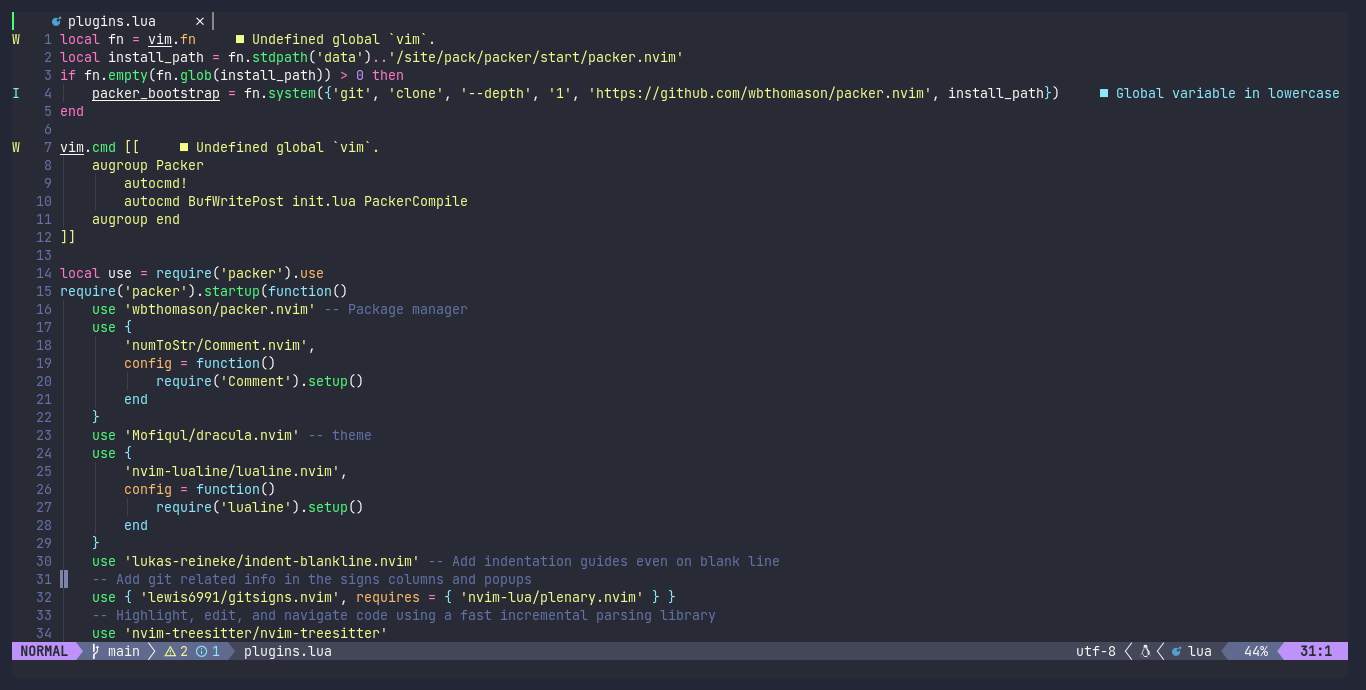 plugins.lua ×
W 1 local fn = vim.fn ■ Undefined global `vim`.
2 local install_path = fn.stdpath('data')..'/site/pack/packer/start/packer.nvim'
3 if fn.empty(fn.glob(install_path)) > 0 then
I 4 packer_bootstrap = fn.system({'git', 'clone', '--depth', '1', 'https://github.com/wbthomason/packer.nvim', install_path}) ■ Global variable in lowercase
5 end
6
W 7 vim.cmd [[ ■ Undefined global `vim`.
8 augroup Packer
9 autocmd!
10 autocmd BufWritePost init.lua PackerCompile
11 augroup end
12 ]]
13
14 local use = require('packer').use
15 require('packer').startup(function()
16 use 'wbthomason/packer.nvim' -- Package manager
17 use {
18 'numToStr/Comment.nvim',
19 config = function()
20 require('Comment').setup()
21 end
22 }
23 use 'Mofiqul/dracula.nvim' -- theme
24 use {
25 'nvim-lualine/lualine.nvim',
26 config = function()
27 require('lualine').setup()
28 end
29 }
30 use 'lukas-reineke/indent-blankline.nvim' -- Add indentation guides even on blank line
31 -- Add git related info in the signs columns and popups
32 use { 'lewis6991/gitsigns.nvim', requires = { 'nvim-lua/plenary.nvim' } }
33 -- Highlight, edit, and navigate code using a fast incremental parsing library
34 use 'nvim-treesitter/nvim-treesitter'
NORMAL main 2 1 plugins.lua utf-8 lua 44% 31:1